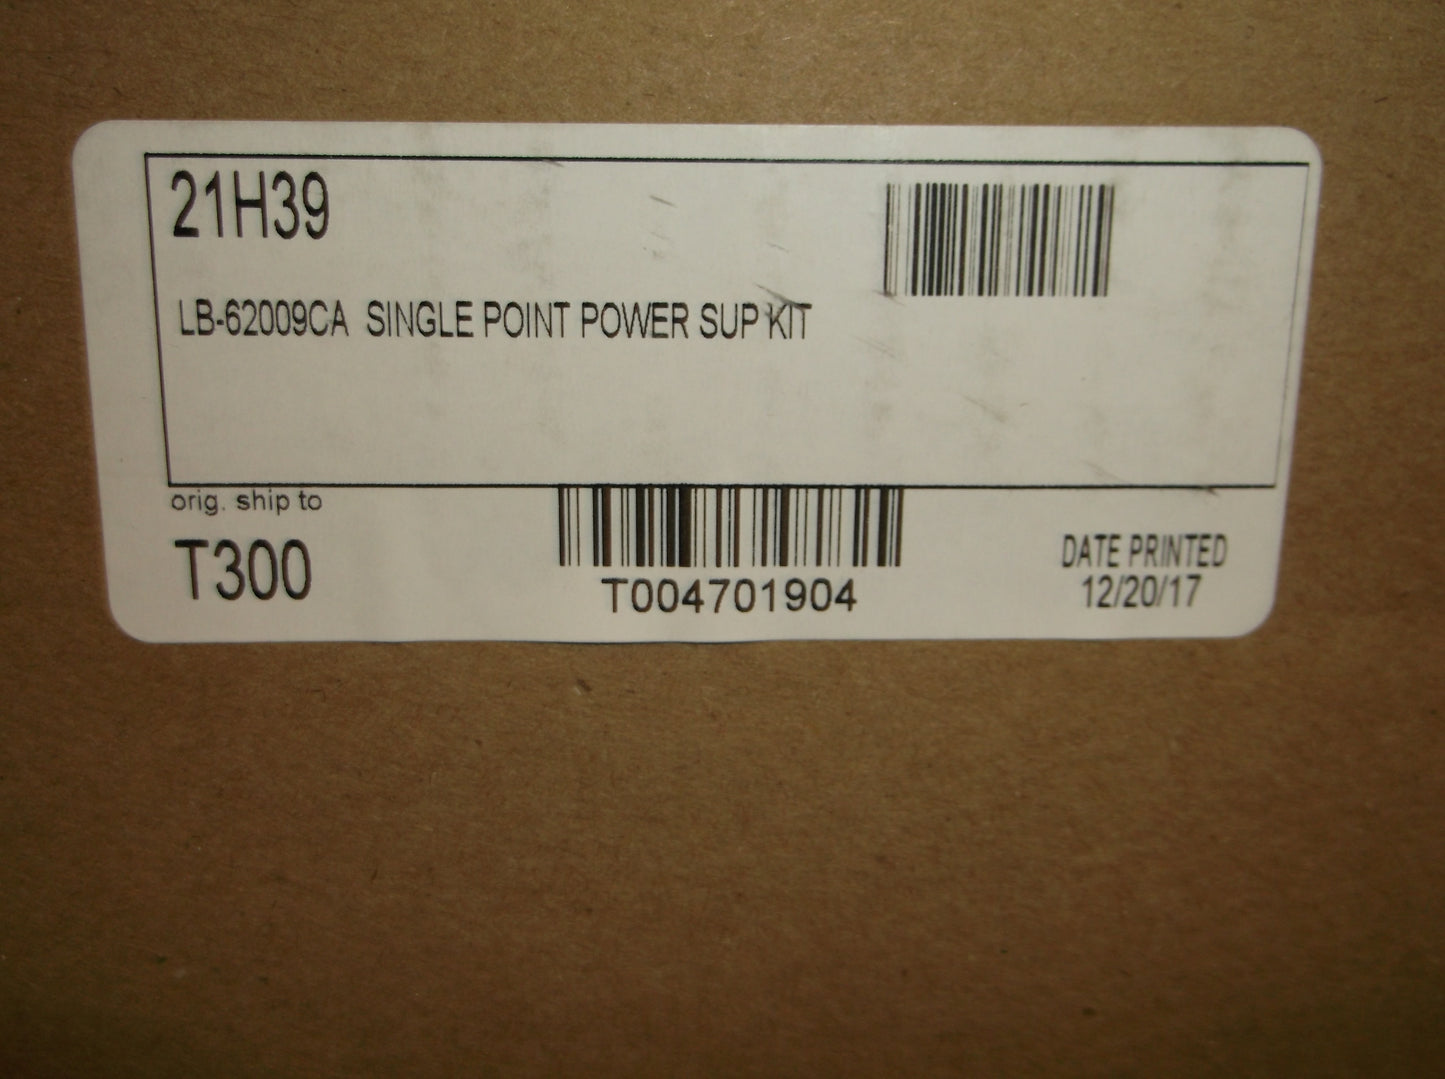 21H39
LB-62009CA SINGLE POINT POWER SUP KIT
orig. ship to
T300
T004701904
DATE PRINTED
12/20/17